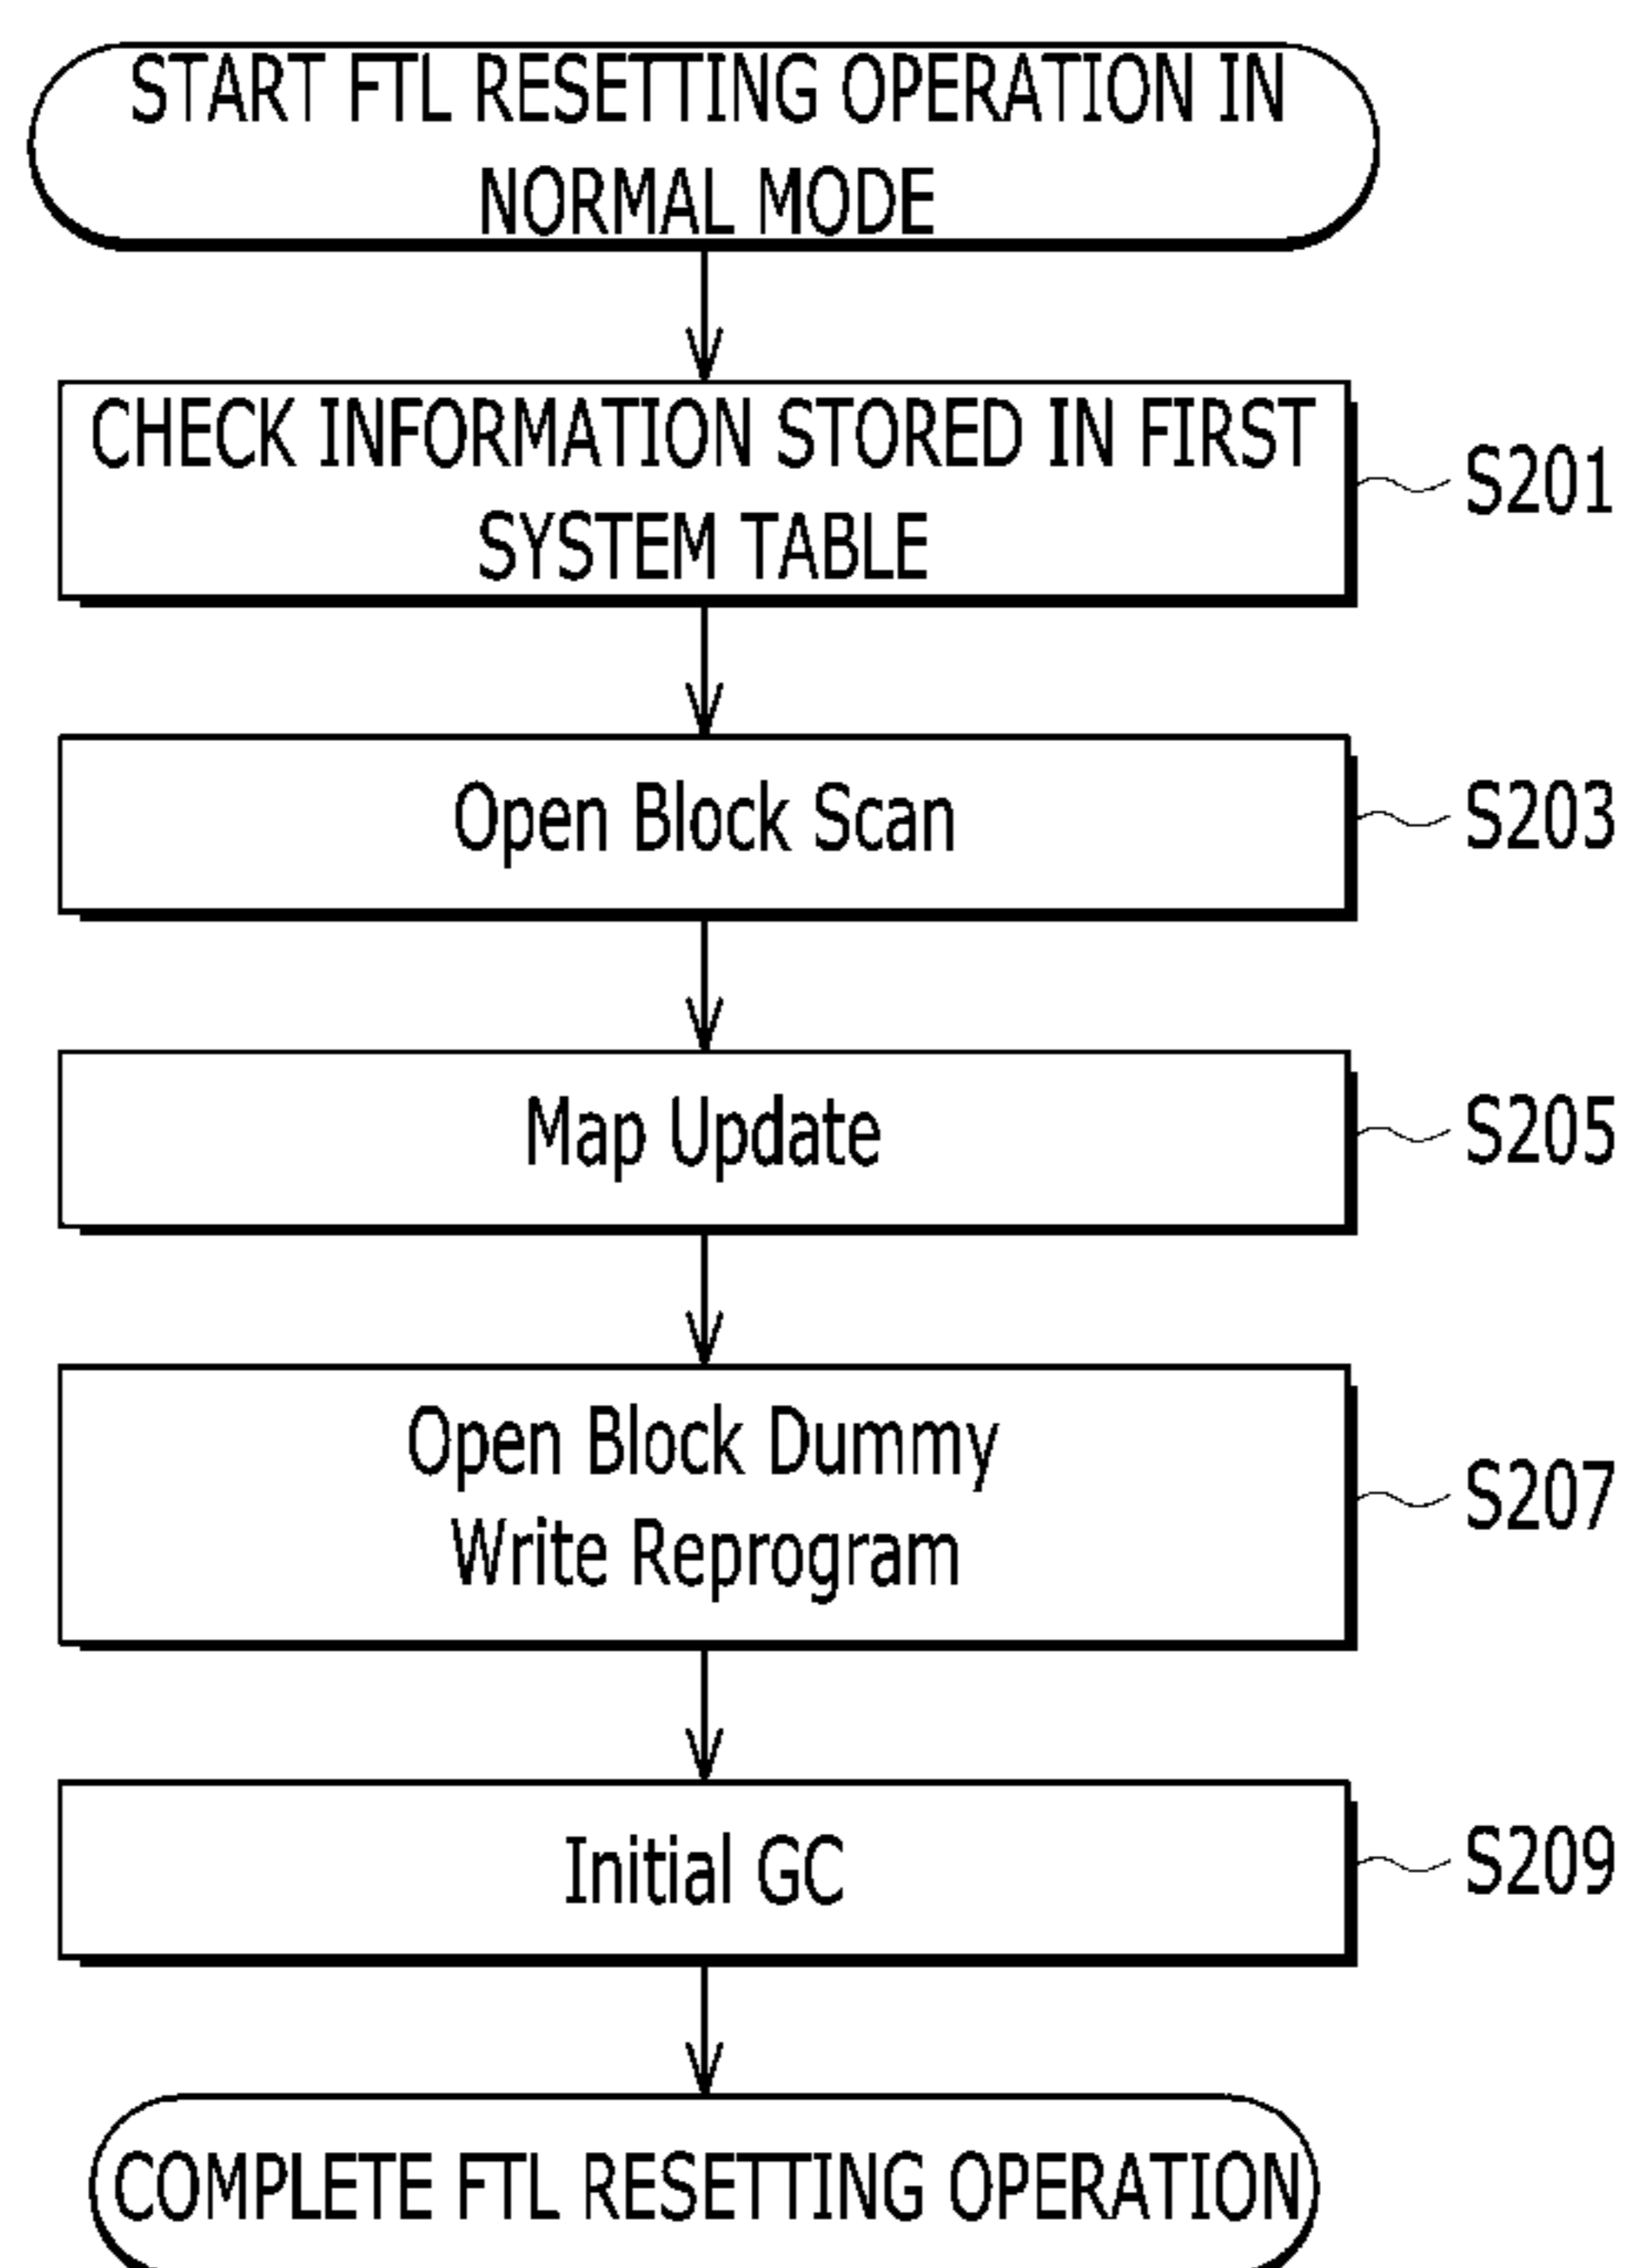 START FTL RESETTING OPERATION IN
NORMAL MODE
CHECK INFORMATION STORED IN FIRST
SYSTEM TABLE
S201
Open Block Scan
S203
Map Update
S205
Open Block Dummy
Write Reprogram
S207
Initial GC
S209
COMPLETE FTL RESETTING OPERATION